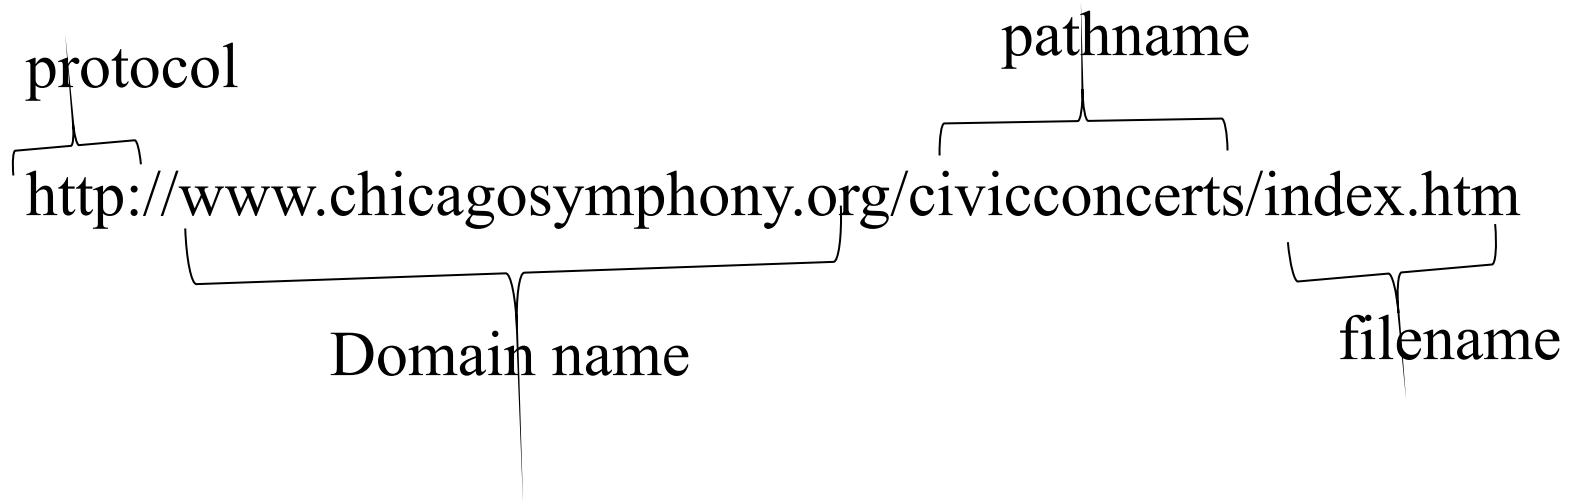 pathname
protocol
http://www.chicagosymphony.org/civicconcerts/index.htm
Domain name
filename